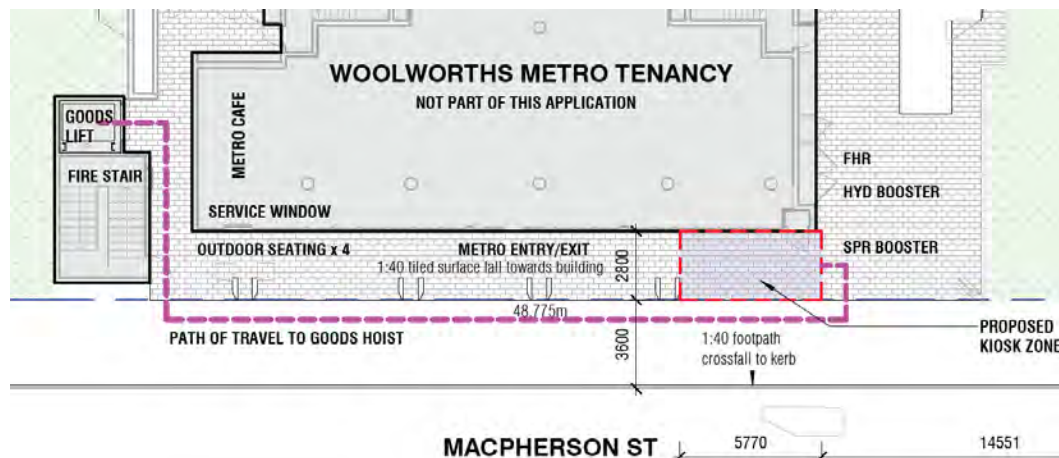 WOOLWORTHS METRO TENANCY
NOT PART OF THIS APPLICATION
GOODS
LIFT
FIRE STAIR
METRO CAFE
SERVICE WINDOW
FHR
HYD BOOSTER
SPR BOOSTER
OUTDOOR SEATING x 4
METRO ENTRY/EXIT
1:40 tiled surface fall towards building
2800
48.775m
PATH OF TRAVEL TO GOODS HOIST
3600
1:40 footpath
crossfall to kerb
PROPOSED
KIOSK ZONE
MACPHERSON ST
5770
14551